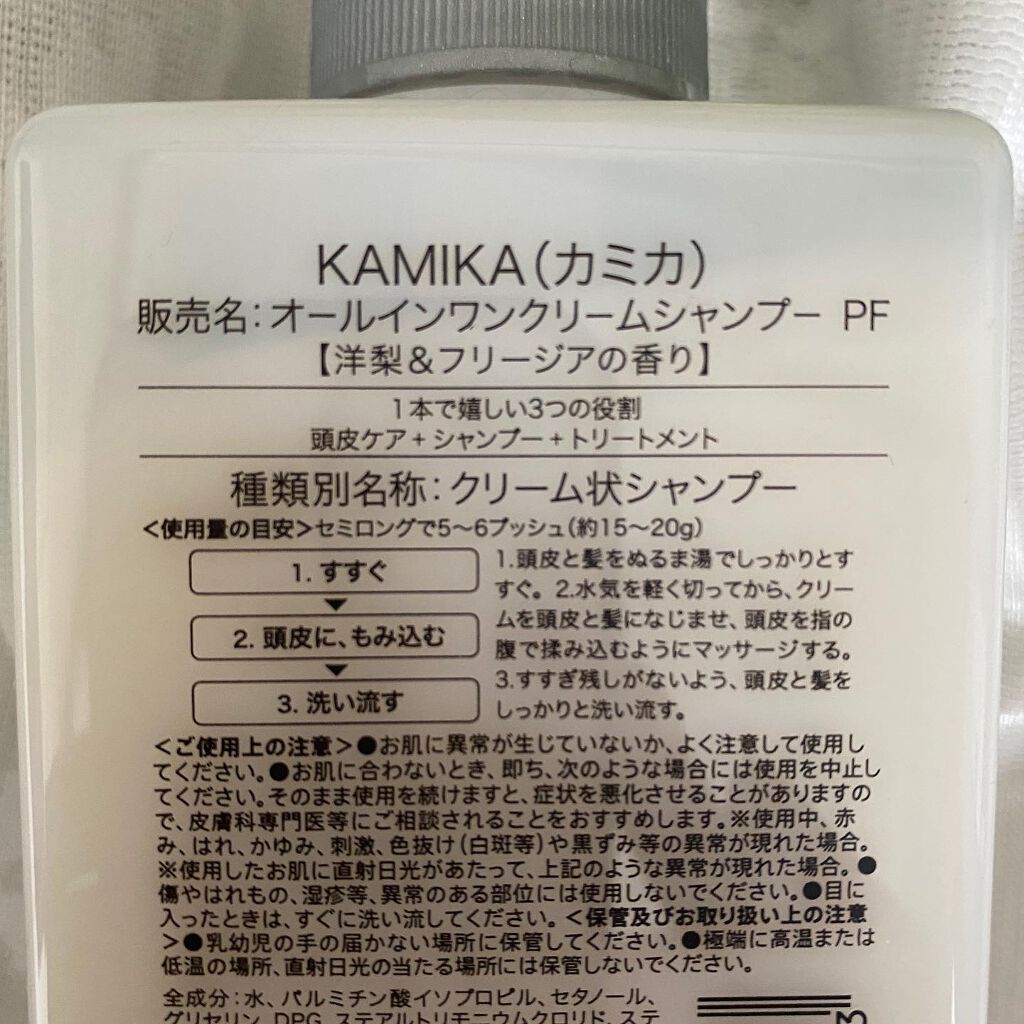 KAMIKA(カミカ)
販売名:オールインワンクリームシャンプー PF
【洋梨&フリージアの香り】
1本で嬉しい3つの役割
頭皮ケア+シャンプー+トリートメント
種類別名称:クリーム状シャンプー
<使用量の目安>セミロングで5～6プッシュ(約15～20g)
1. すすぐ
2. 頭皮に、もみ込む
3. 洗い流す
1.頭皮と髪をぬるま湯でしっかりとす
すぐ。2.水気を軽く切ってから、クリー
ムを頭皮と髪になじませ、頭皮を指の
腹で揉み込むようにマッサージする。
3.すすぎ残しがないよう、頭皮と髪を
しっかりと洗い流す。
<ご使用上の注意>●お肌に異常が生じていないか、よく注意して使用し
てください。●お肌に合わないとき、即ち、次のような場合には使用を中止し
てください。そのまま使用を続けますと、症状を悪化させることがありますの
で、皮膚科専門医等にご相談されることをおすすめします。※使用中、赤
み、はれ、かゆみ、刺激、色抜け(白斑等)や黒ずみ等の異常が現れた場合。
※使用したお肌に直射日光があたって、上記のような異常が現れた場合。●
傷やはれもの、湿疹等、異常のある部位には使用しないでください。●目に
入ったときは、すぐに洗い流してください。<保管及びお取り扱い上の注意
>●乳幼児の手の届かない場所に保管してください。●極端に高温または
低温の場所、直射日光の当たる場所には保管しないでください。
全成分:水、パルミチン酸イソプロピル、セタノール、
グリセリン、DPG、ステアルトリモニウムクロリド、ステ
3